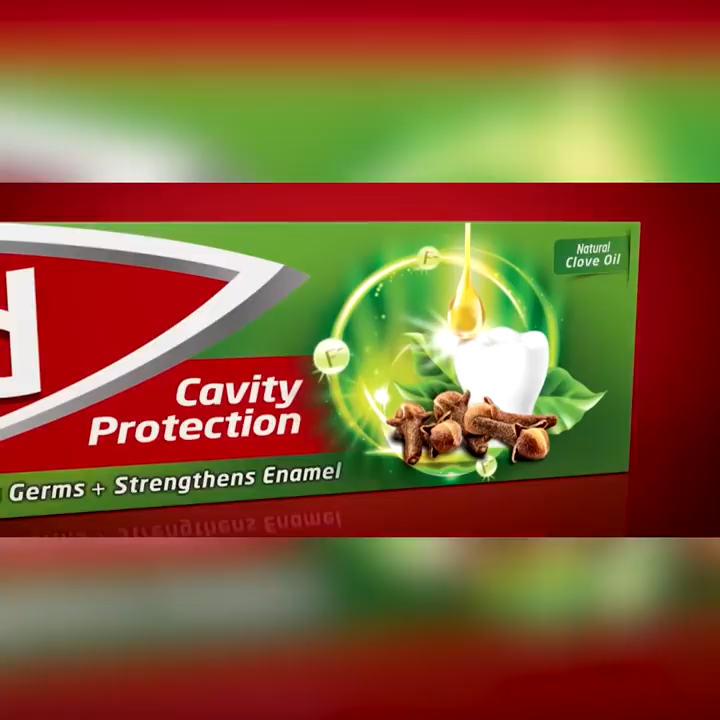 d
Natural
Clove Oil
F⁻
F⁻
Cavity
Protection
Germs + Strengthens Enamel